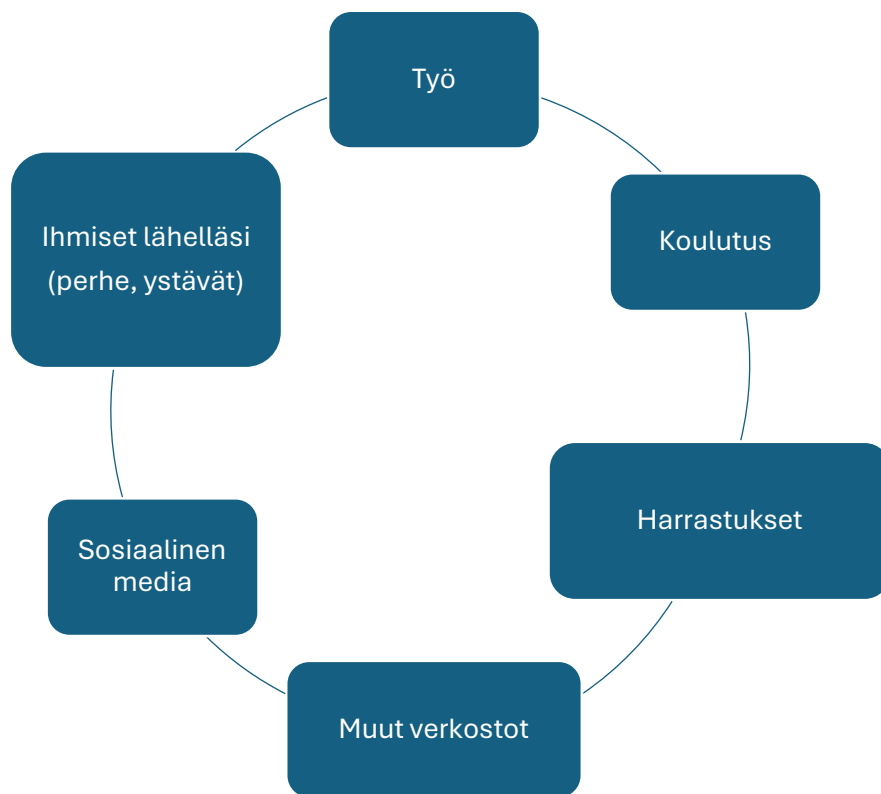 Työ
Koulutus
Harrastukset
Muut verkostot
Sosiaalinen
media
Ihmiset lähelläsi
(perhe, ystävät)